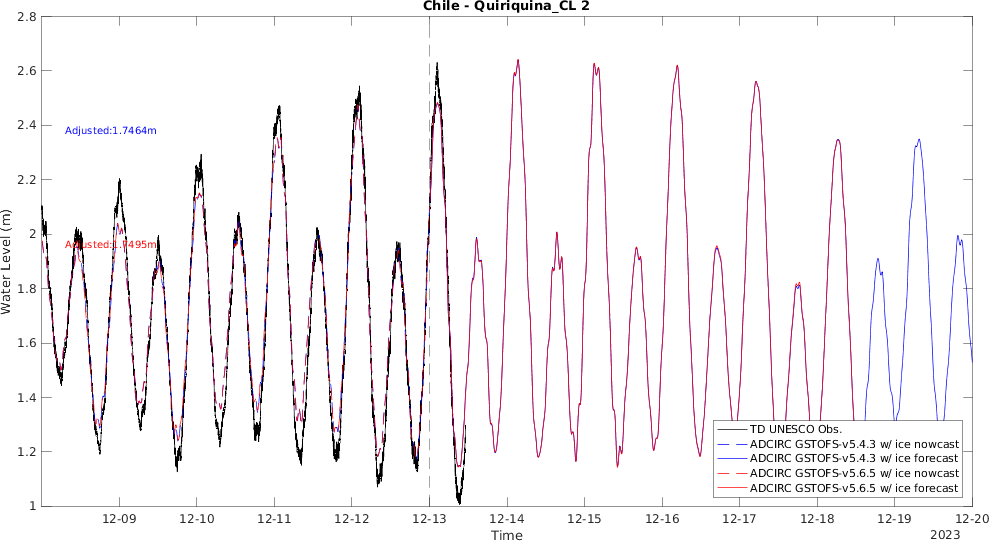 Chile - Quiriquina_CL 2
2.8
2.6
2.4
2.2
2
1.8
1.6
1.4
1.2
1
Water Level (m)
Adjusted:1.7464m
Adjusted:1.7495m
TD UNESCO Obs.
ADCIRC GSTOFS-v5.4.3 w/ ice nowcast
ADCIRC GSTOFS-v5.4.3 w/ ice forecast
ADCIRC GSTOFS-v5.6.5 w/ ice nowcast
ADCIRC GSTOFS-v5.6.5 w/ ice forecast
12-09 12-10 12-11 12-12 12-13 12-14 12-15 12-16 12-17 12-18 12-19 12-20
Time
2023